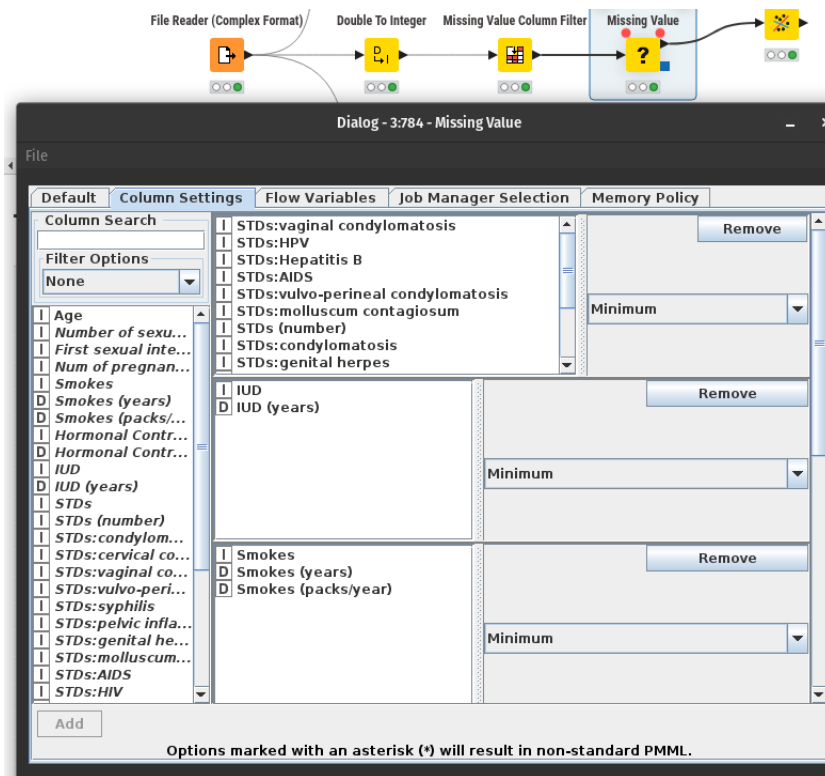 File Reader (Complex Format)
Double To Integer
Missing Value Column Filter
Missing Value
D
I
?
Dialog - 3:784 - Missing Value
File
Default
Column Settings
Flow Variables
Job Manager Selection
Memory Policy
Column Search
Filter Options
None
I Age
I Number of sexu...
I First sexual inte...
I Num of pregnan...
I Smokes
D Smokes (years)
D Smokes (packs/...
I Hormonal Contr...
D Hormonal Contr...
I IUD
D IUD (years)
I STDs
I STDs (number)
I STDs:condylom...
I STDs:cervical co...
I STDs:vaginal co...
I STDs:vulvo-peri...
I STDs:syphilis
I STDs:pelvic infla...
I STDs:genital he...
I STDs:molluscum...
I STDs:AIDS
I STDs:HIV
Add
I STDs:vaginal condylomatosis
I STDs:HPV
I STDs:Hepatitis B
I STDs:AIDS
I STDs:vulvo-perineal condylomatosis
I STDs:molluscum contagiosum
I STDs (number)
I STDs:condylomatosis
I STDs:genital herpes
Remove
Minimum
I IUD
D IUD (years)
Remove
Minimum
I Smokes
D Smokes (years)
D Smokes (packs/year)
Remove
Minimum
Options marked with an asterisk (*) will result in non-standard PMML.